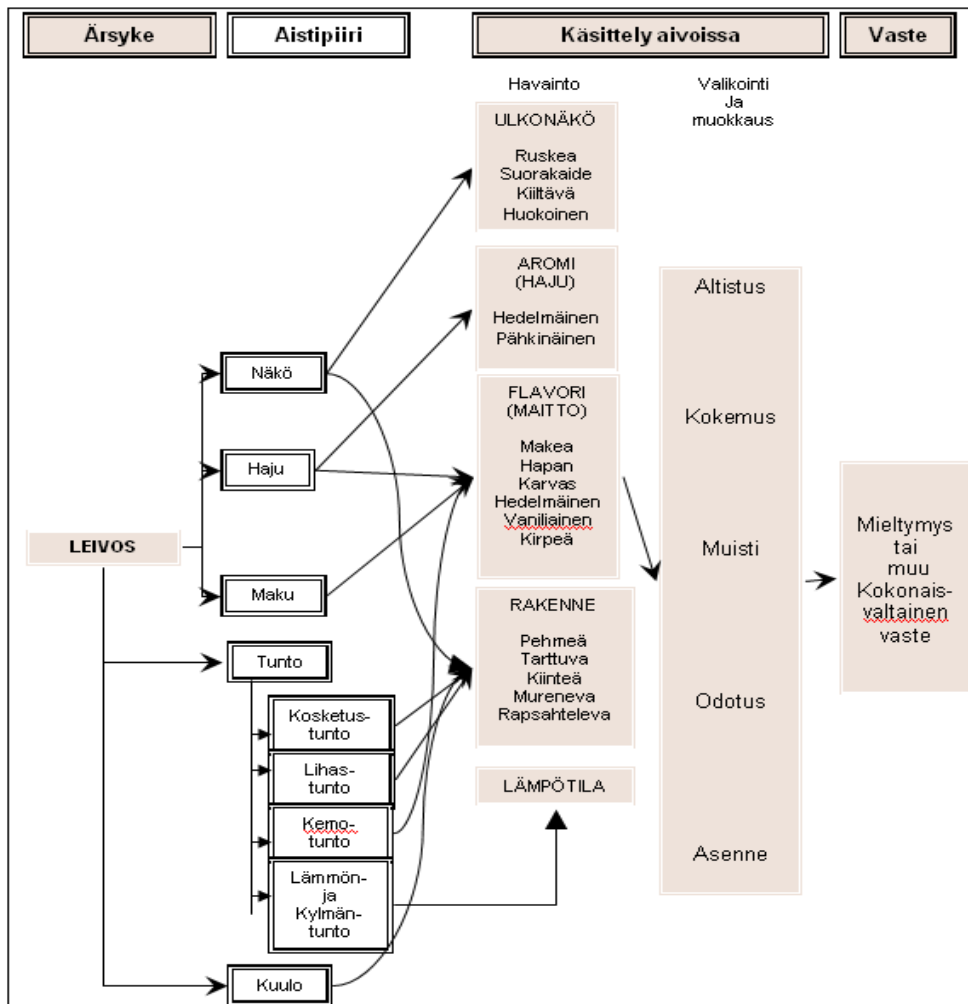 Ärsyke
Aistipiiri
Käsittely aivoissa
Vaste
Havainto
Valikointi
Ja
muokkaus
ULKONÄKÖ
Ruskea
Suorakaide
Kiiltävä
Huokoinen
AROMI
(HAJU)
Hedelmäinen
Pähkinäinen
FLAVORI
(MAITTO)
Makea
Hapan
Karvas
Hedelmäinen
Vaniliainen
Kirpeä
RAKENNE
Pehmeä
Tarttuva
Kiinteä
Mureneva
Rapsahteleva
LÄMPÖTILA
LEIVOS
Näkö
Haju
Maku
Tunto
Kosketus-
tunto
Lihas-
tunto
Kemo-
tunto
Lämmön-
ja
Kylmän-
tunto
Kuulo
Altistus
Kokemus
Muisti
Odotus
Asenne
Mieltymys
tai
muu
Kokonais-
valtainen
vaste